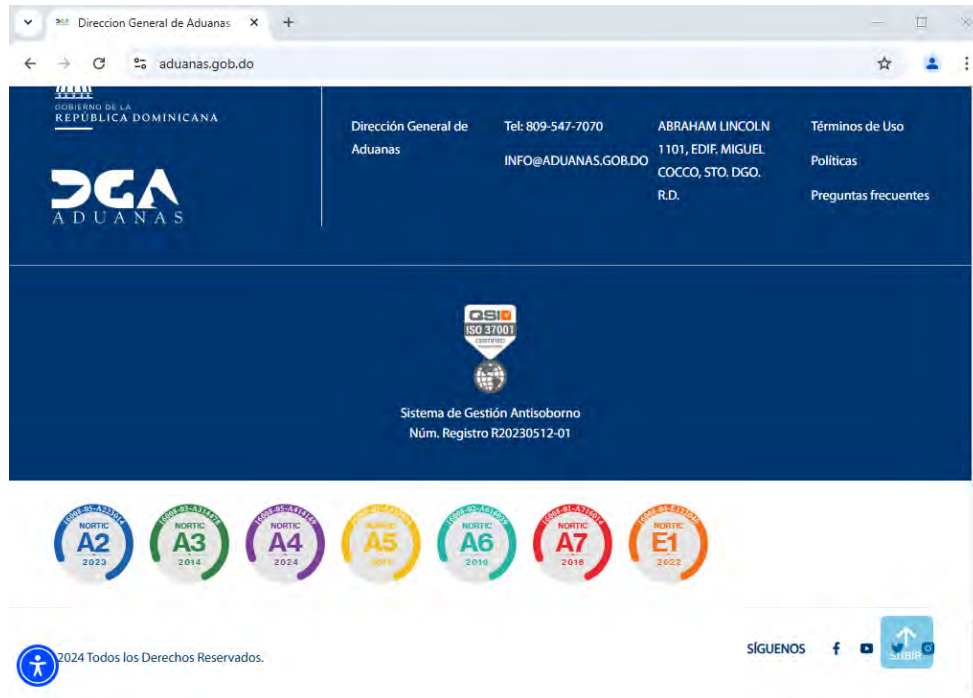 Direccion General de Aduanas
aduanas.gob.do
GOBIERNO DE LA
REPÚBLICA DOMINICANA
DGA
ADUANAS
Dirección General de
Aduanas
Tel: 809-547-7070
INFO@ADUANAS.GOB.DO
ABRAHAM LINCOLN
1101, EDIF. MIGUEL
COCCO, STO. DGO.
R.D.
Términos de Uso
Políticas
Preguntas frecuentes
QSI
ISO 37001
CERTIFIED
Sistema de Gestión Antisoborno
Núm. Registro R20230512-01
NORTIC
A2
2023
NORTIC
A3
2014
NORTIC
A4
2024
NORTIC
A5
NORTIC
A6
2016
NORTIC
A7
2016
NORTIC
E1
2022
2024 Todos los Derechos Reservados.
SÍGUENOS
SUBIR